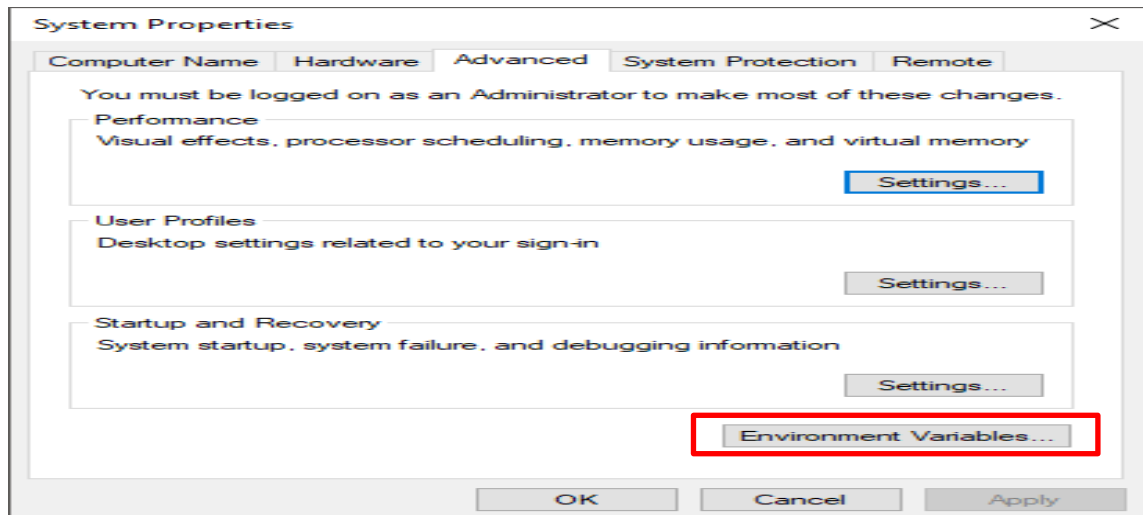 System Properties
Computer Name Hardware Advanced System Protection Remote
You must be logged on as an Administrator to make most of these changes.
Performance
Visual effects, processor scheduling, memory usage, and virtual memory
Settings...
User Profiles
Desktop settings related to your sign-in
Settings...
Startup and Recovery
System startup, system failure, and debugging information
Settings...
Environment Variables...
OK Cancel Apply